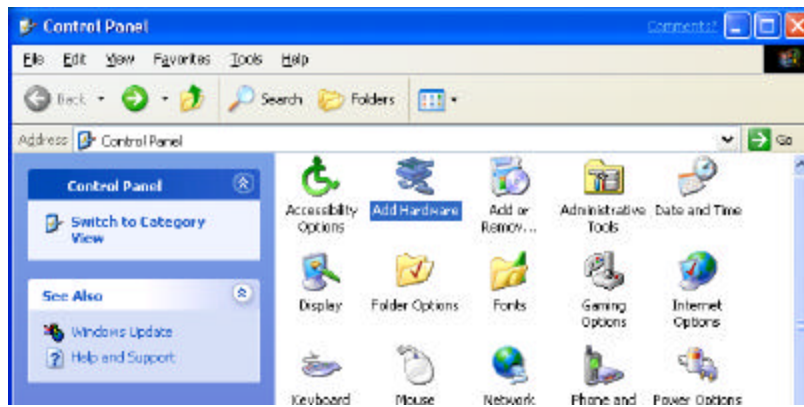 Control Panel
Comments?
File Edit View Favorites Tools Help
Back Search Folders
Address Control Panel Go
Control Panel
Switch to Category
View
See Also
Windows Update
Help and Support
Accessibility Options
Add Hardware
Add or Remov...
Administrative Tools
Date and Time
Display
Folder Options
Fonts
Gaming Options
Internet Options
Keyboard
Mouse
Network
Phone and
Power Options